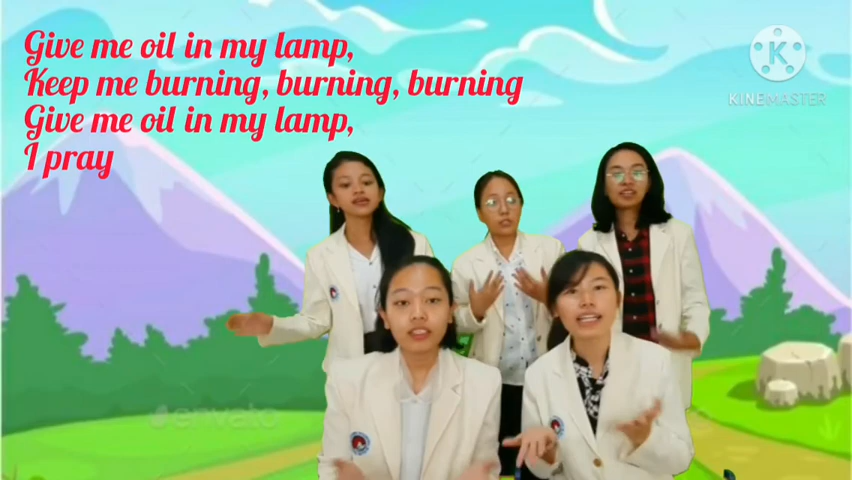 Give me oil in my lamp,
Keep me burning, burning, burning
Give me oil in my lamp,
I pray
KINEMASTER
envato